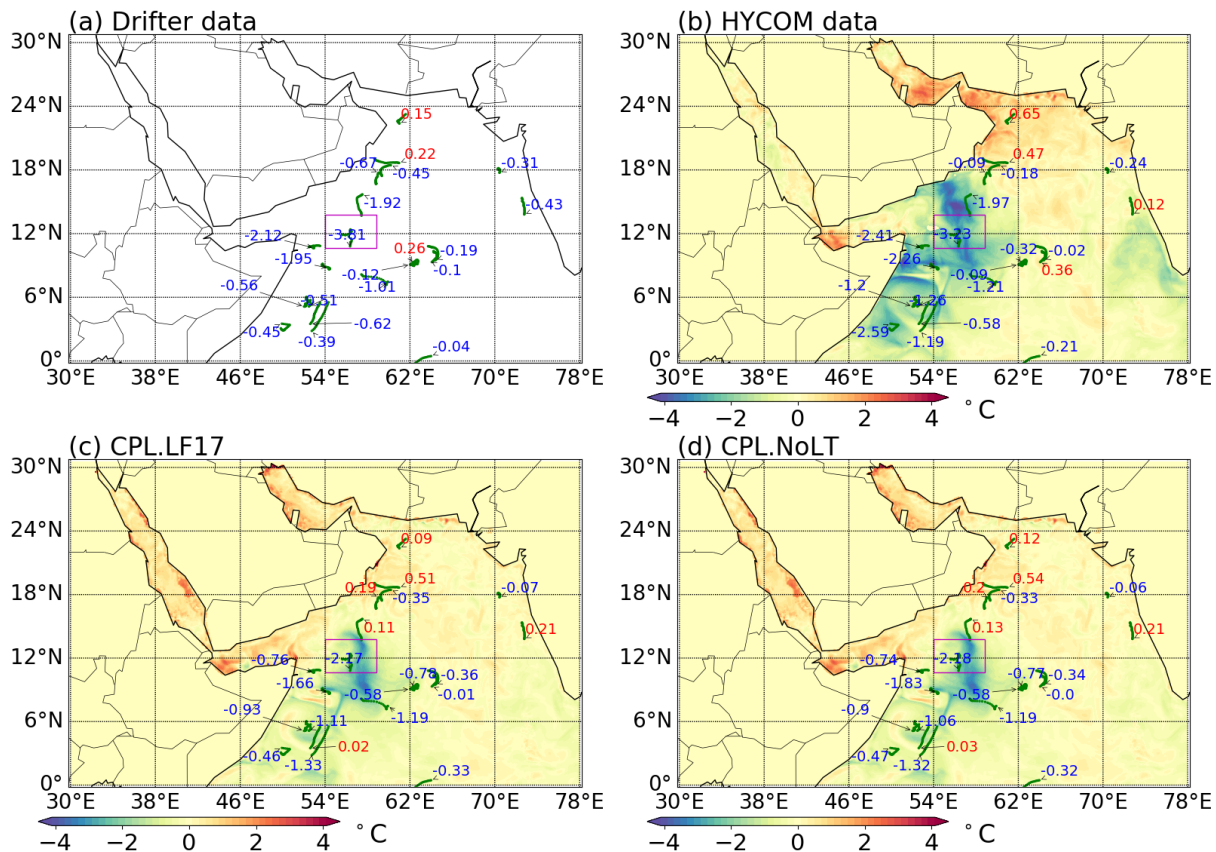 (a) Drifter data
30°N
24°N
18°N
12°N
6°N
0°
0.15
0.22
-0.67
-0.45
-0.31
-0.43
-1.92
-3.81
-2.12
-1.95
0.26
-0.19
-0.1
-0.12
-1.01
-0.56
-0.51
-0.62
-0.45
-0.39
-0.04
30°E 38°E 46°E 54°E 62°E 70°E 78°E
(b) HYCOM data
30°N
24°N
18°N
12°N
6°N
0°
0.65
0.47
-0.09
-0.18
-0.24
0.12
-1.97
-3.23
-2.41
-2.26
-0.32
-0.02
0.36
-0.09
-1.21
-1.2
-1.26
-0.58
-2.59
-1.19
-0.21
30°E 38°E 46°E 54°E 62°E 70°E 78°E
−4 −2 0 2 4 °C
(c) CPL.LF17
30°N
24°N
18°N
12°N
6°N
0°
0.09
0.51
0.19
-0.35
-0.07
0.21
0.11
-2.17
-0.76
-1.66
-0.78
-0.36
-0.01
-0.58
-1.19
-0.93
-1.11
0.02
-0.46
-1.33
-0.33
30°E 38°E 46°E 54°E 62°E 70°E 78°E
−4 −2 0 2 4 °C
(d) CPL.NoLT
30°N
24°N
18°N
12°N
6°N
0°
0.12
0.54
0.2
-0.33
-0.06
0.21
0.13
-2.18
-0.74
-1.83
-0.77
-0.34
-0.0
-0.58
-1.19
-0.9
-1.06
0.03
-0.47
-1.32
-0.32
30°E 38°E 46°E 54°E 62°E 70°E 78°E
−4 −2 0 2 4 °C